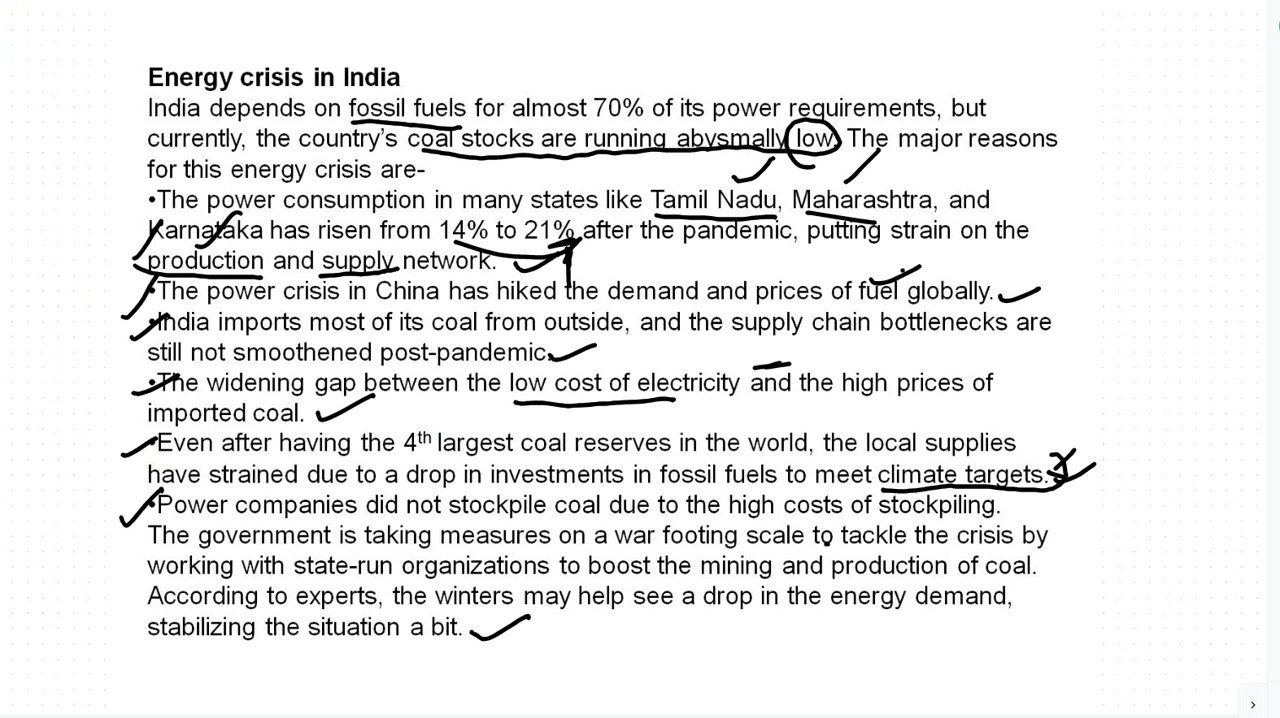 Energy crisis in India
India depends on fossil fuels for almost 70% of its power requirements, but
currently, the country's coal stocks are running abysmally low. The major reasons
for this energy crisis are-
•The power consumption in many states like Tamil Nadu, Maharashtra, and
Karnataka has risen from 14% to 21% after the pandemic, putting strain on the
production and supply network.
•The power crisis in China has hiked the demand and prices of fuel globally.
•India imports most of its coal from outside, and the supply chain bottlenecks are
still not smoothened post-pandemic.
•The widening gap between the low cost of electricity and the high prices of
imported coal.
•Even after having the 4th largest coal reserves in the world, the local supplies
have strained due to a drop in investments in fossil fuels to meet climate targets.
•Power companies did not stockpile coal due to the high costs of stockpiling.
The government is taking measures on a war footing scale to tackle the crisis by
working with state-run organizations to boost the mining and production of coal.
According to experts, the winters may help see a drop in the energy demand,
stabilizing the situation a bit.